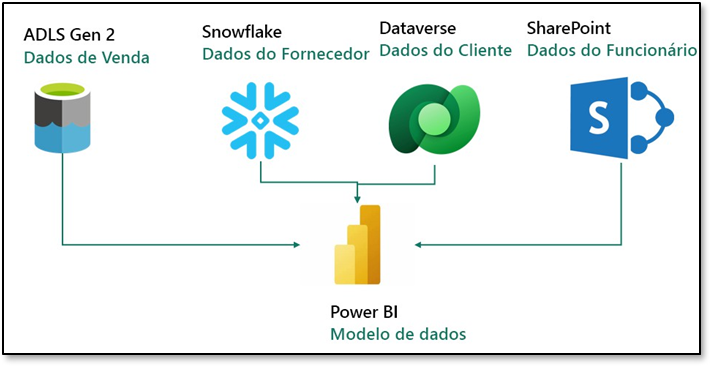 ADLS Gen 2
Dados de Venda
Snowflake
Dados do Fornecedor
Dataverse
Dados do Cliente
SharePoint
Dados do Funcionário
S
Power BI
Modelo de dados